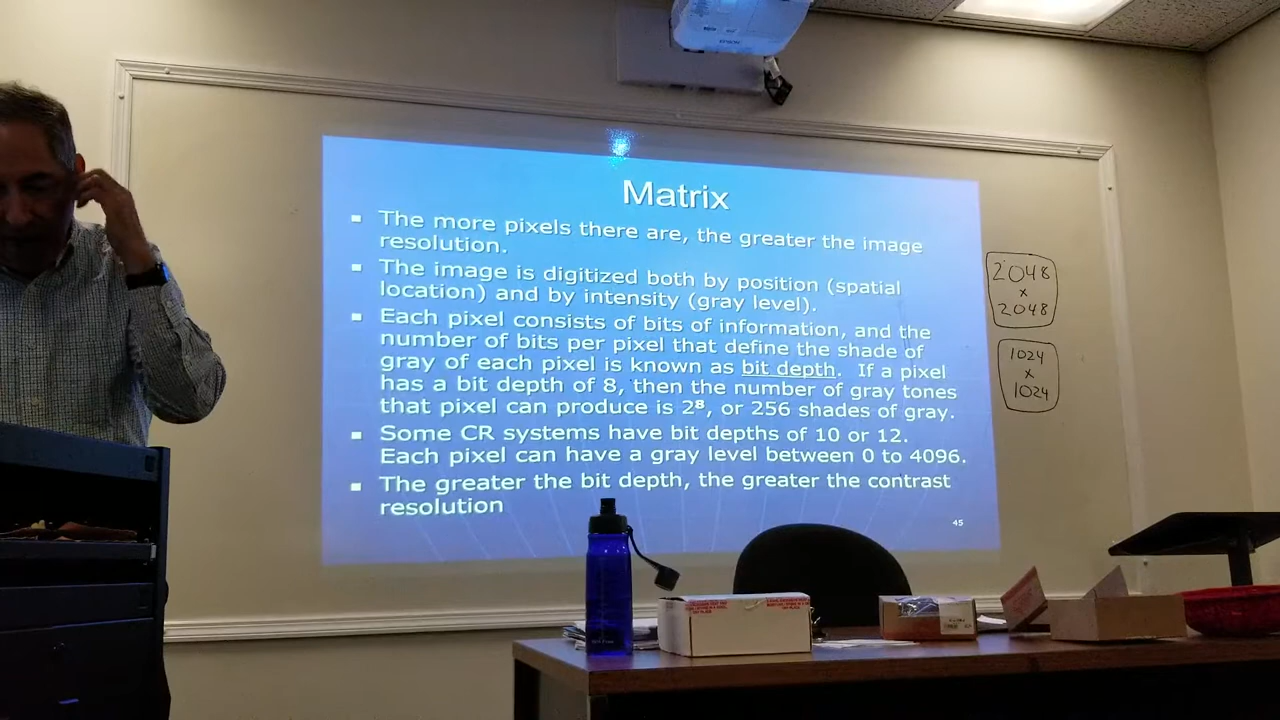 EPSON
Matrix
The more pixels there are, the greater the image
resolution.
The image is digitized both by position (spatial
location) and by intensity (gray level).
Each pixel consists of bits of information, and the
number of bits per pixel that define the shade of
gray of each pixel is known as bit depth. If a pixel
has a bit depth of 8, then the number of gray tones
that pixel can produce is 2⁸, or 256 shades of gray.
Some CR systems have bit depths of 10 or 12.
Each pixel can have a gray level between 0 to 4096.
The greater the bit depth, the greater the contrast
resolution
45
2048
x
2048
1024
x
1024